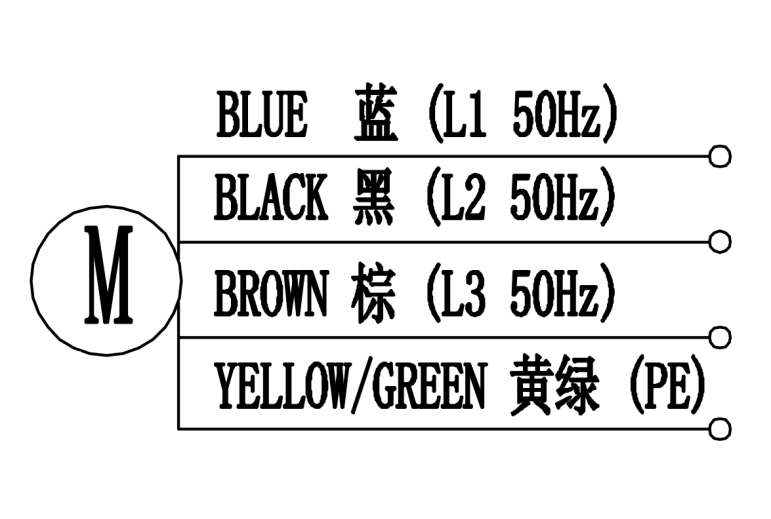 BLUE 蓝 (L1 50Hz)
BLACK 黑 (L2 50Hz)
M
BROWN 棕 (L3 50Hz)
YELLOW/GREEN 黄绿 (PE)